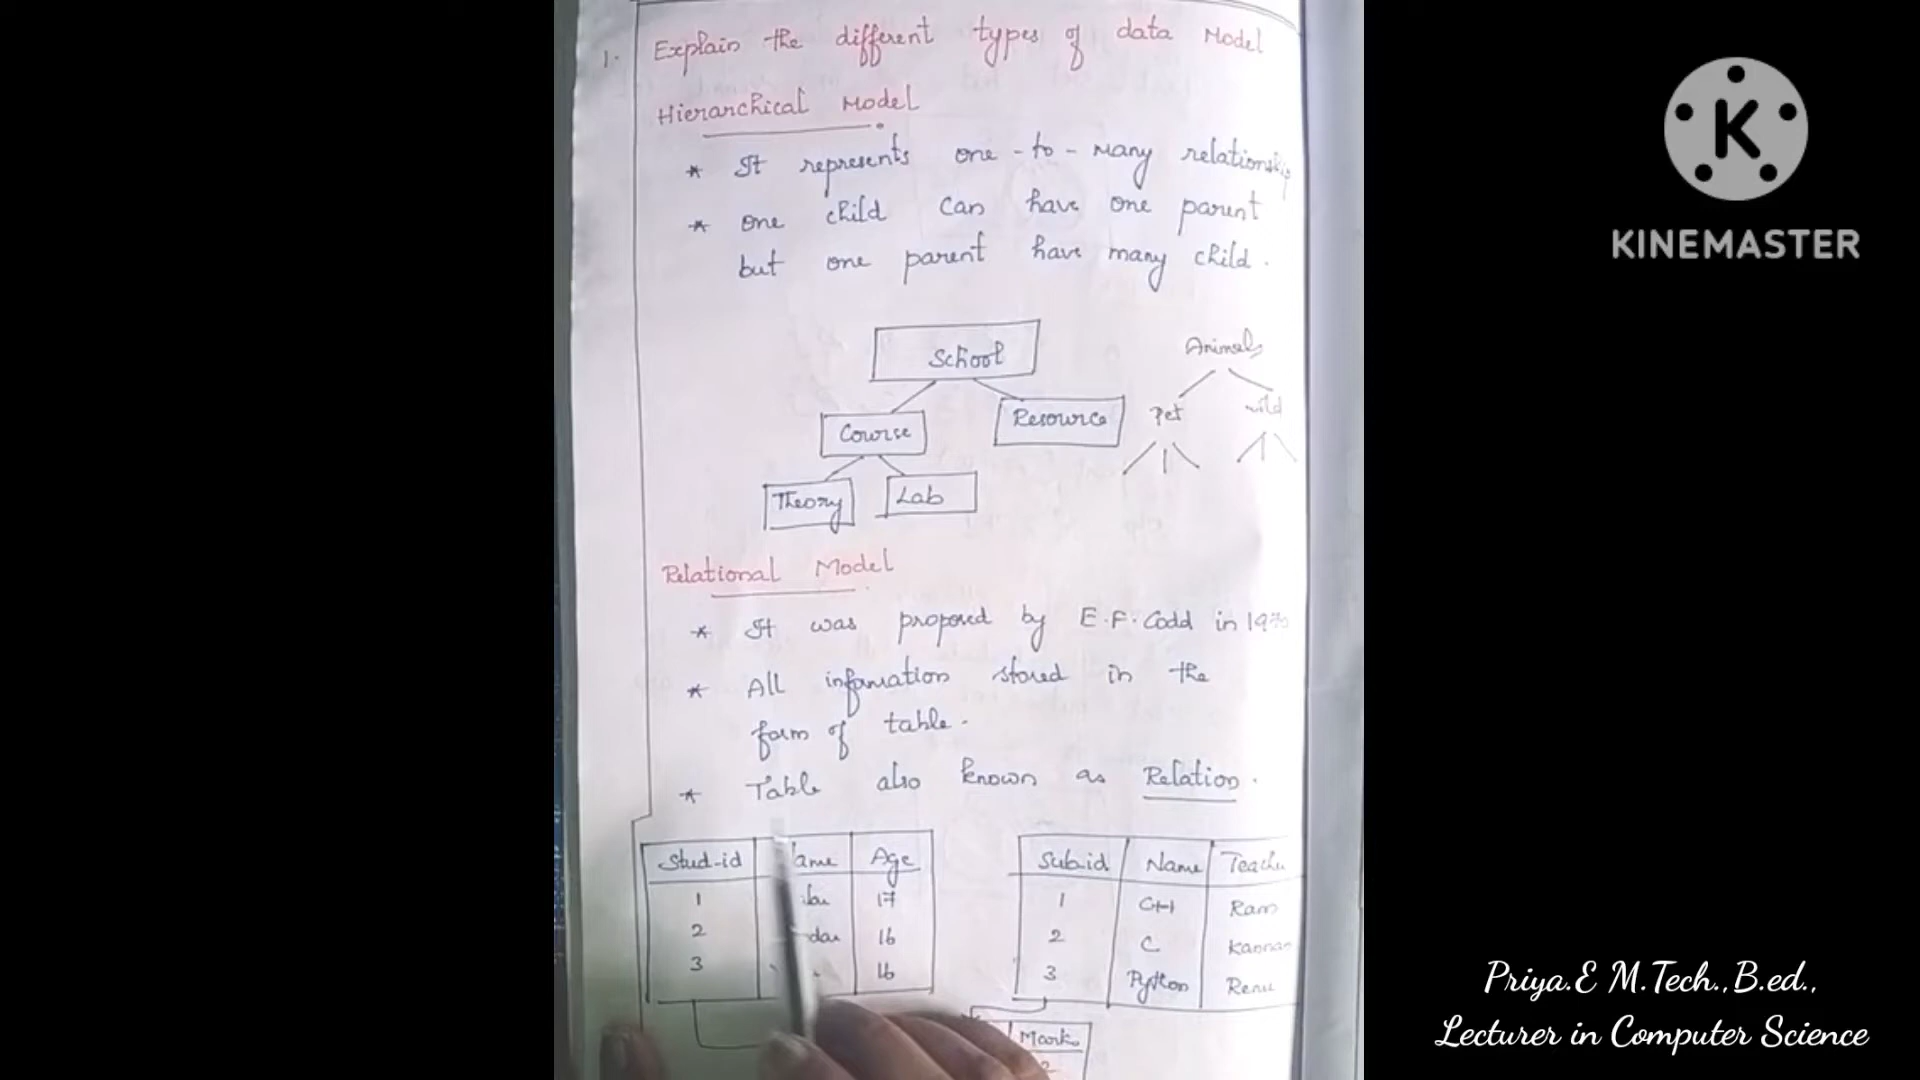 1. Explain the different types of data Model
Hierarchical Model
* It represents one-to-many relationship
* one child can have one parent
but one parent have many child.
School
Animals
Course
Resource
Pet
wild
Theory
Lab
Relational Model
* It was proposed by E.F. Codd in
* All information stored in the
form of table.
* Table also known as Relation.
Stud-id Age
1 17
2 16
3 16
Sub-id Name
1 C++ Ram
2 C Kannan
3 Python Renu
Mark
2
KINEMASTER
Priya.E M.Tech.,B.ed.,
Lecturer in Computer Science